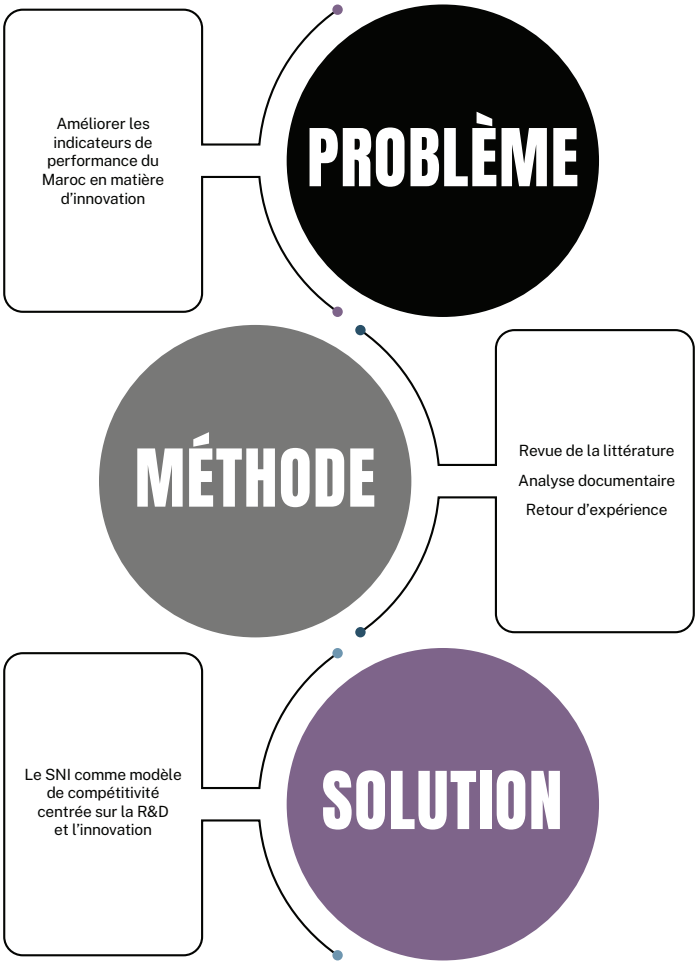 Améliorer les
indicateurs de
performance du
Maroc en matière
d'innovation
PROBLÈME
MÉTHODE
Revue de la littérature
Analyse documentaire
Retour d'expérience
Le SNI comme modèle
de compétitivité
centrée sur la R&D
et l'innovation
SOLUTION